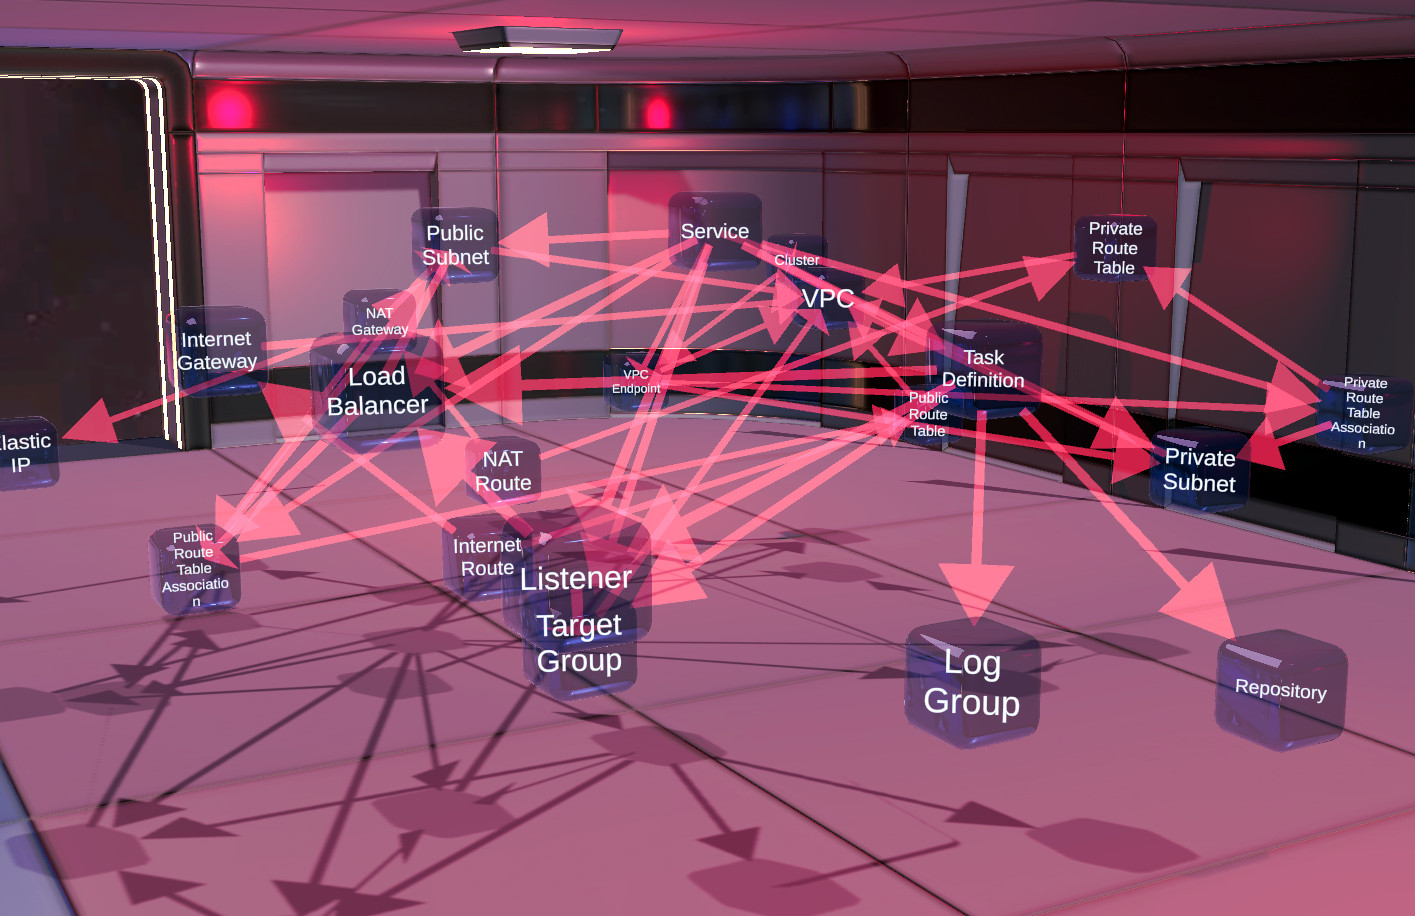 Public
Subnet
Service
Cluster
VPC
Private
Route
Table
NAT
Gateway
Internet
Gateway
Load
Balancer
VPC
Endpoint
Task
Definition
Public
Route
Table
Private
Route
Table
Associatio
n
lastic
IP
NAT
Route
Private
Subnet
Public
Route
Table
Associatio
n
Internet
Route
Listener
Target
Group
Log
Group
Repository